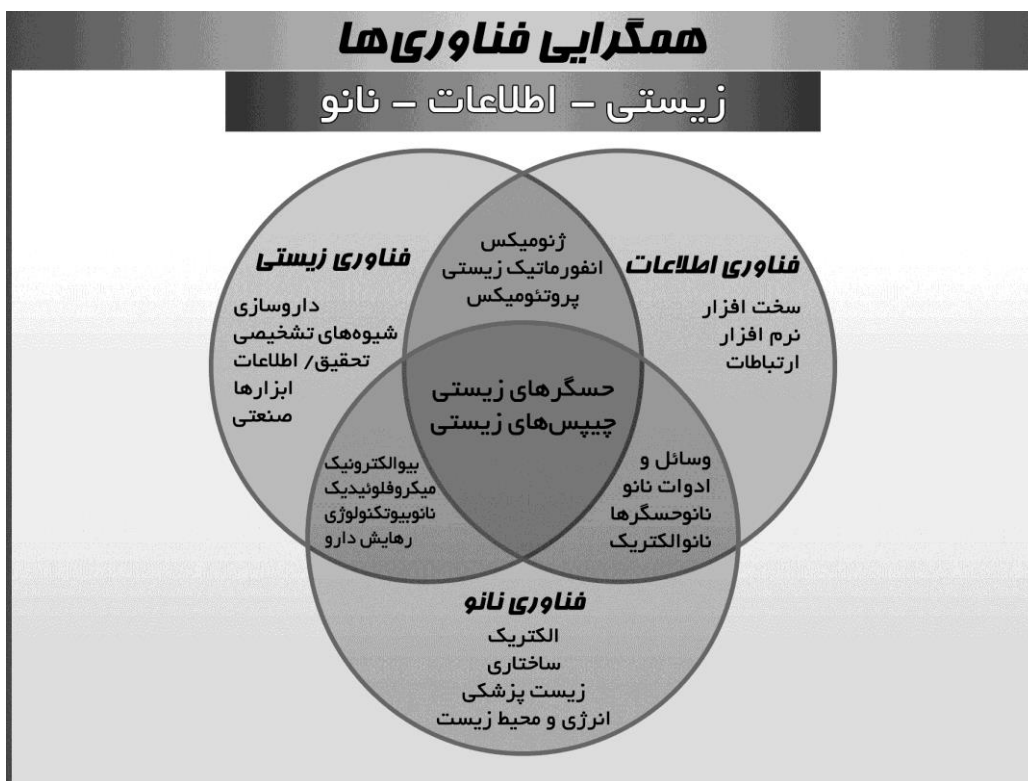 همگرایی فناوری‌ها
زیستی – اطلاعات – نانو
ژنومیکس
انفورماتیک زیستی
پروتئومیکس
فناوری اطلاعات
سخت افزار
نرم افزار
ارتباطات
فناوری زیستی
داروسازی
شیوه‌های تشخیصی
تحقیق/ اطلاعات
ابزارها
صنعتی
حسگرهای زیستی
چیپس‌های زیستی
وسائل و
ادوات نانو
نانوحسگرها
نانوالکتریک
بیوالکترونیک
میکروفلوئیدیک
نانوبیوتکنولوژی
رهایش دارو
فناوری نانو
الکتریک
ساختاری
زیست پزشکی
انرژی و محیط زیست